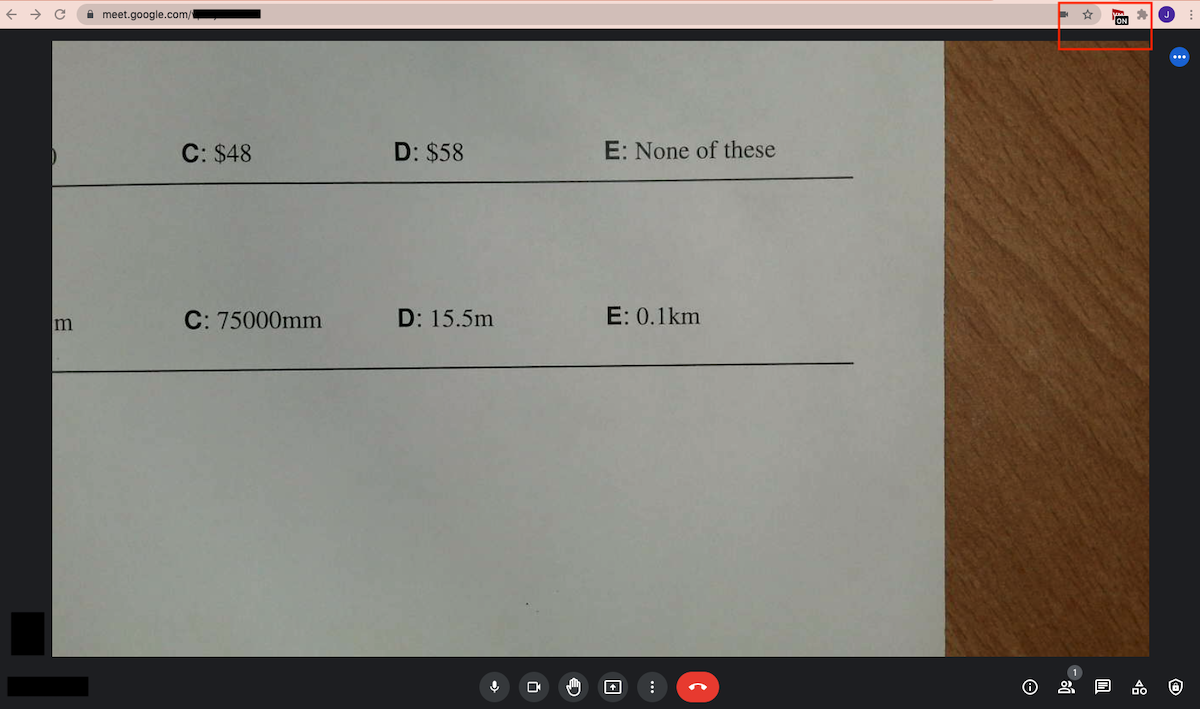 meet.google.com/
ON
J
C: $48 D: $58 E: None of these
m C: 75000mm D: 15.5m E: 0.1km
1